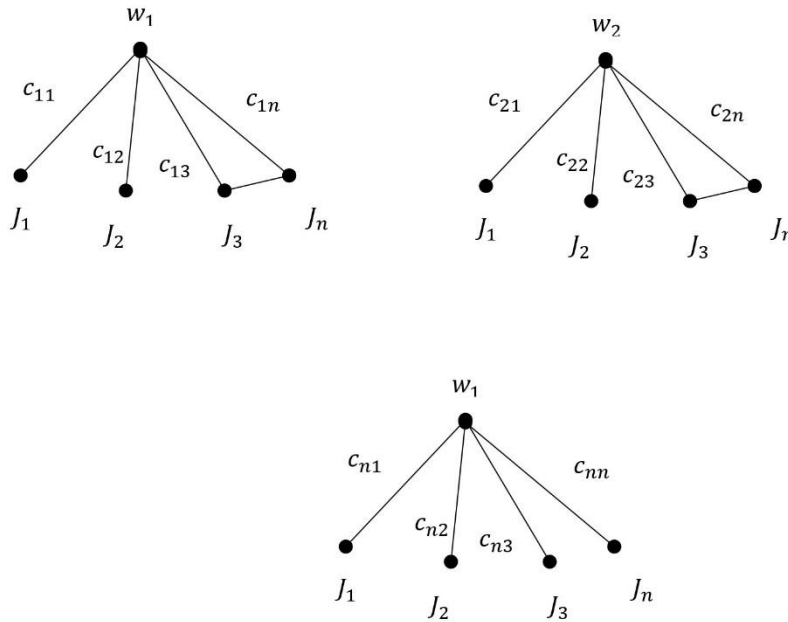 w₁
w₂
c₁₁ c₁₂ c₁₃ c₁ₙ
c₂₁ c₂₂ c₂₃ c₂ₙ
J₁ J₂ J₃ Jₙ
J₁ J₂ J₃
w₁
cₙ₁ cₙ₂ cₙ₃ cₙₙ
J₁ J₂ J₃ Jₙ